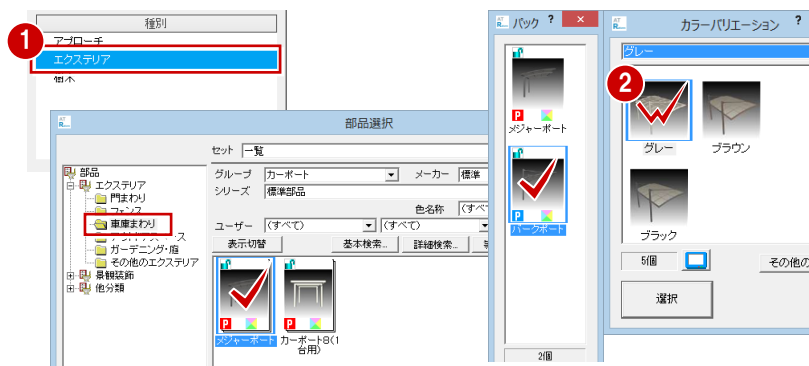 種別
1
アプローチ
エクステリア
樹木
部品選択
セット 一覧
部品
エクステリア
門まわり
フェンス
車庫まわり
ガーデニング・庭
その他のエクステリア
景観装飾
他分類
グループ カーポート メーカー 標準
シリーズ 標準部品
色名称 (すべ
ユーザー (すべて) (すべて)
表示切替 基本検索... 詳細検索...
P
メジャーポート
P
カーポートB(1
台用)
パック ? ×
P
メジャーポート
P
パークポート
2個
カラーバリエーション ?
グレー
2
グレー ブラウン
ブラック
5個 その他の
選択